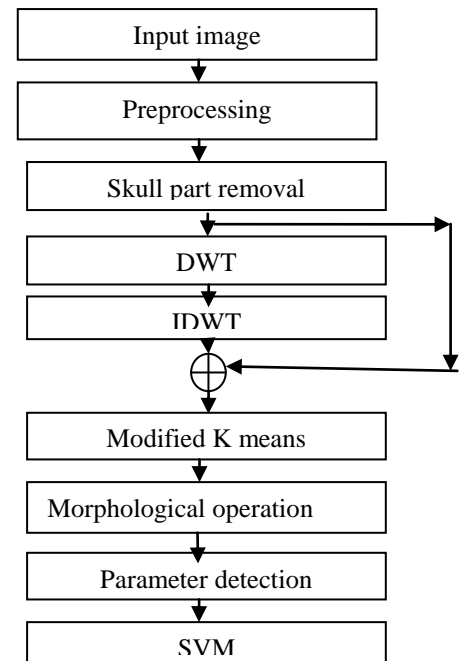 Input image
Preprocessing
Skull part removal
DWT
IDWT
Modified K means
Morphological operation
Parameter detection
SVM